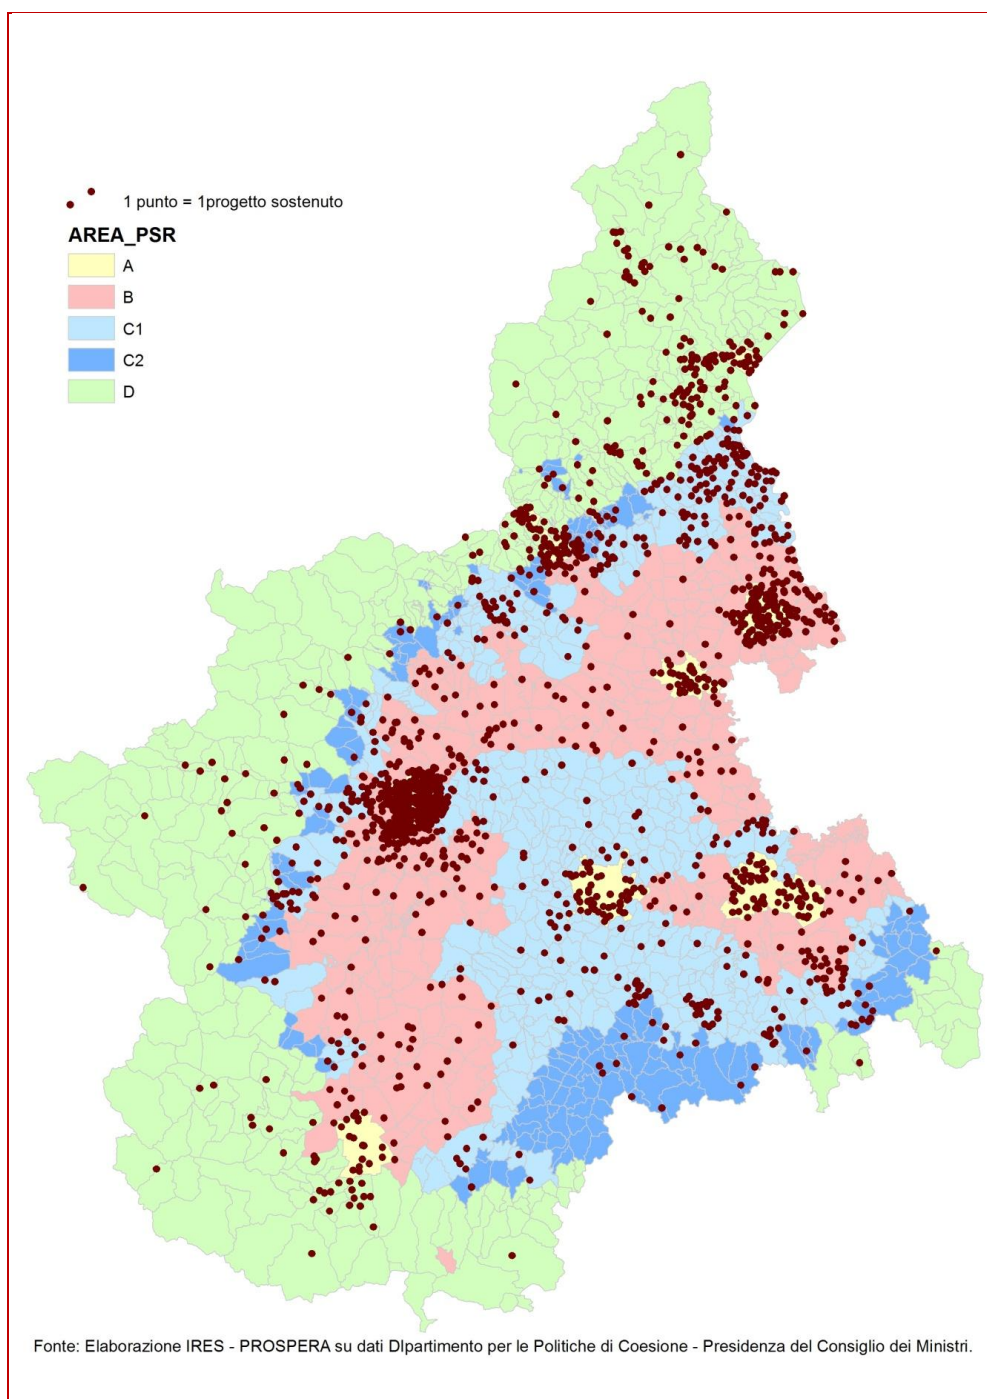 1 punto = 1progetto sostenuto
AREA_PSR
A
B
C1
C2
D
Fonte: Elaborazione IRES - PROSPERA su dati DIpartimento per le Politiche di Coesione - Presidenza del Consiglio dei Ministri.